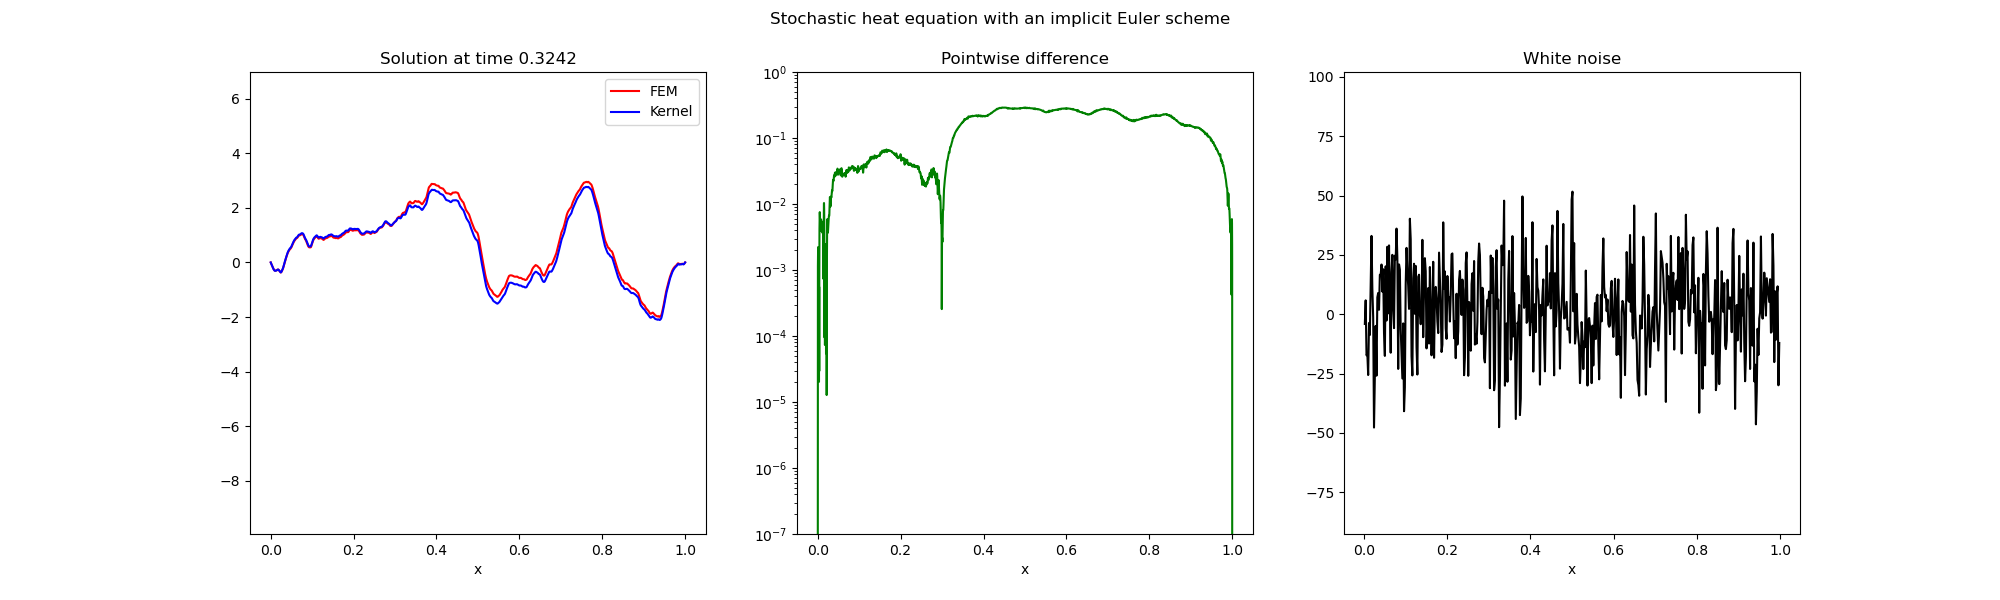 Stochastic heat equation with an implicit Euler scheme
Solution at time 0.3242
FEM
Kernel
6
4
2
0
−2
−4
−6
−8
0.0 0.2 0.4 0.6 0.8 1.0
x
Pointwise difference
10⁰
10⁻¹
10⁻²
10⁻³
10⁻⁴
10⁻⁵
10⁻⁶
10⁻⁷
0.0 0.2 0.4 0.6 0.8 1.0
x
White noise
100
75
50
25
0
−25
−50
−75
0.0 0.2 0.4 0.6 0.8 1.0
x